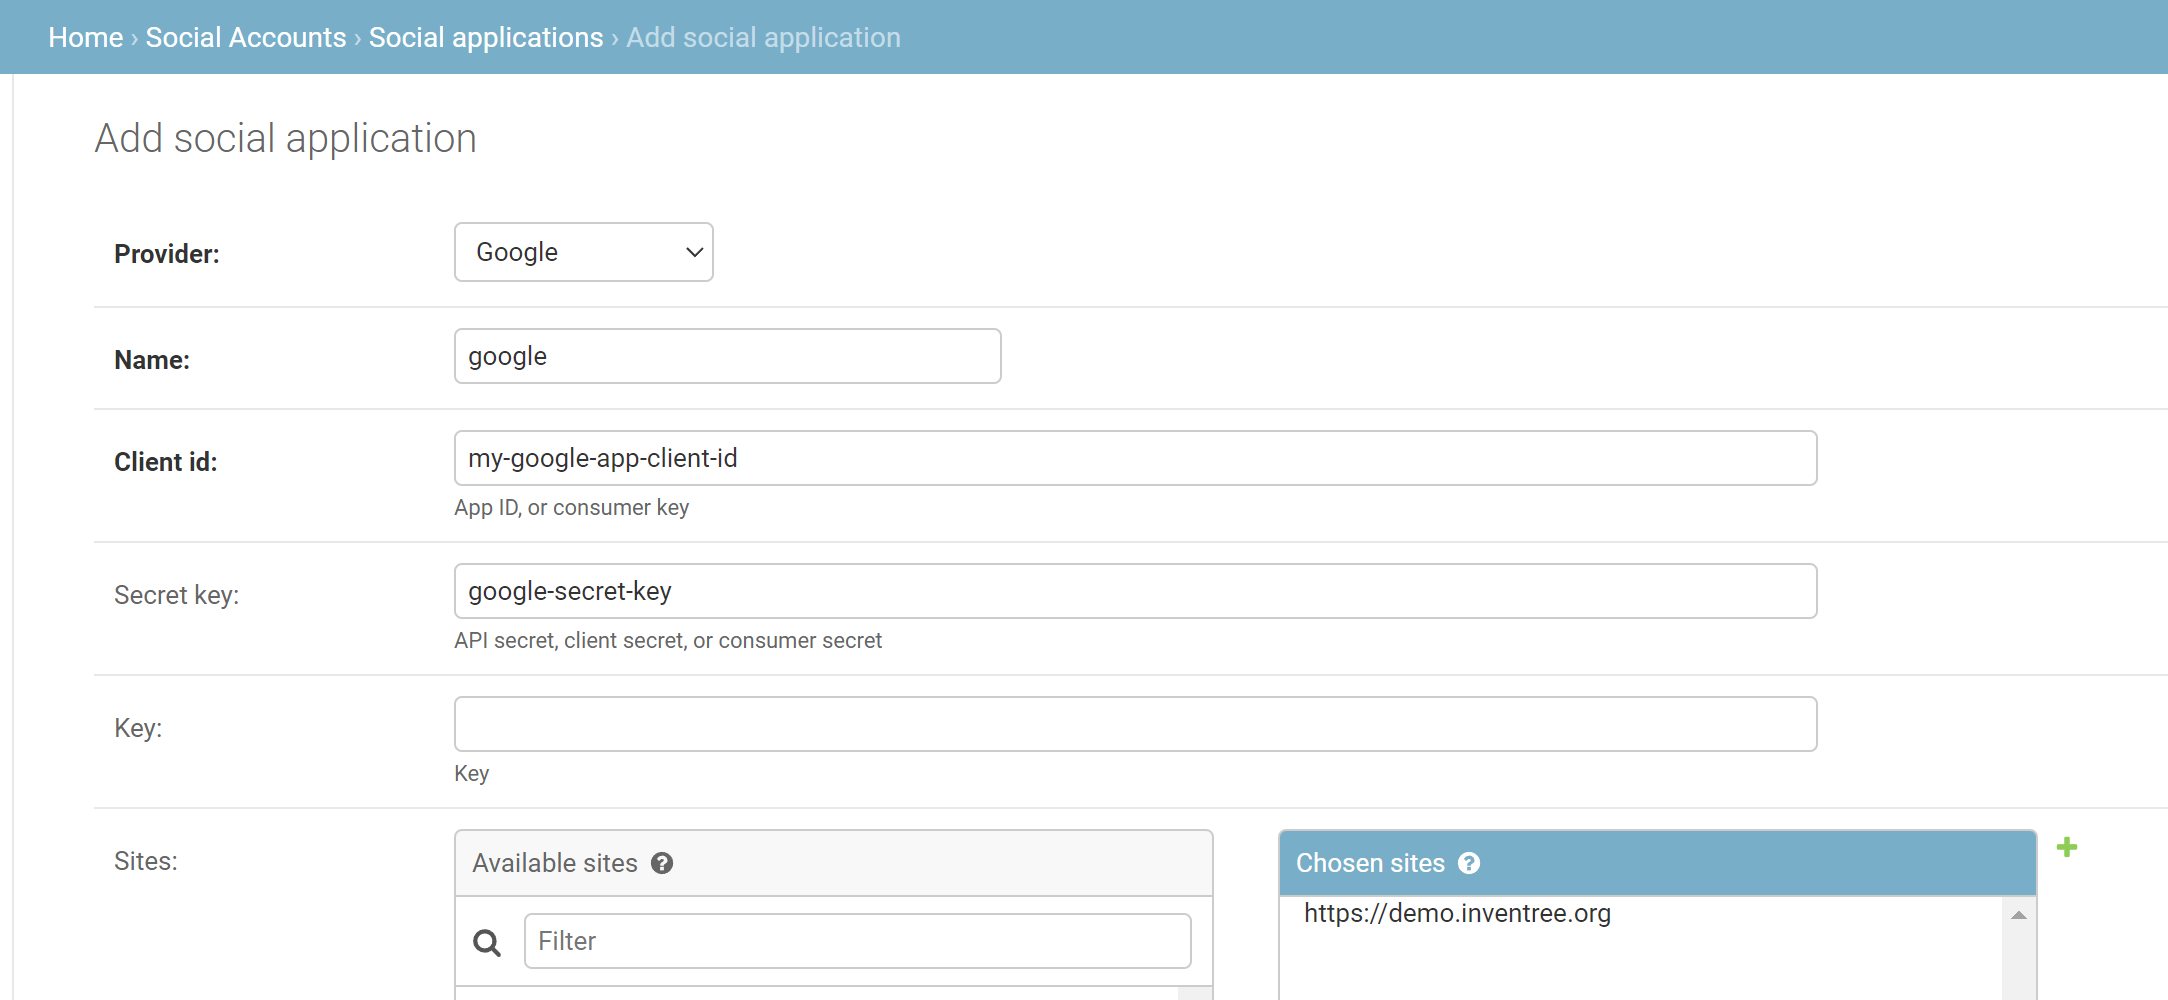 Home › Social Accounts › Social applications › Add social application
Add social application
Provider: Google
Name: google
Client id: my-google-app-client-id
App ID, or consumer key
Secret key: google-secret-key
API secret, client secret, or consumer secret
Key:
Key
Sites: Available sites ? Chosen sites ?
Filter https://demo.inventree.org